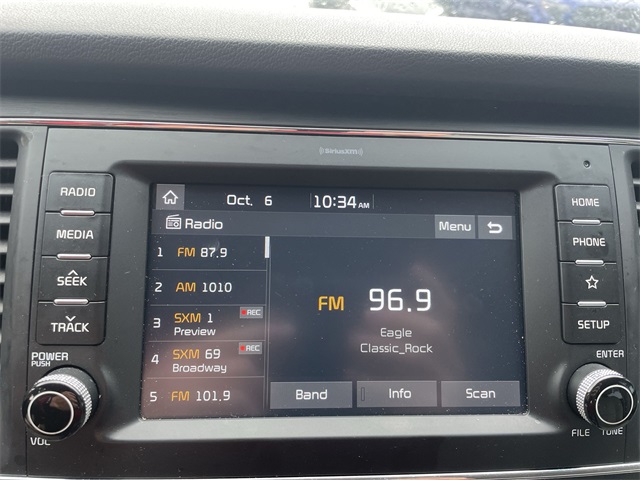 SiriusXM
RADIO
MEDIA
SEEK
TRACK
POWER
PUSH
VOL
Oct. 6 10:34 AM
Radio
Menu
1 FM 87.9
2 AM 1010
3 SXM 1 REC
Preview
4 SXM 69 REC
Broadway
5 FM 101.9
FM 96.9
Eagle
Classic_Rock
Band
Info
Scan
HOME
PHONE
SETUP
ENTER
FILE TUNE